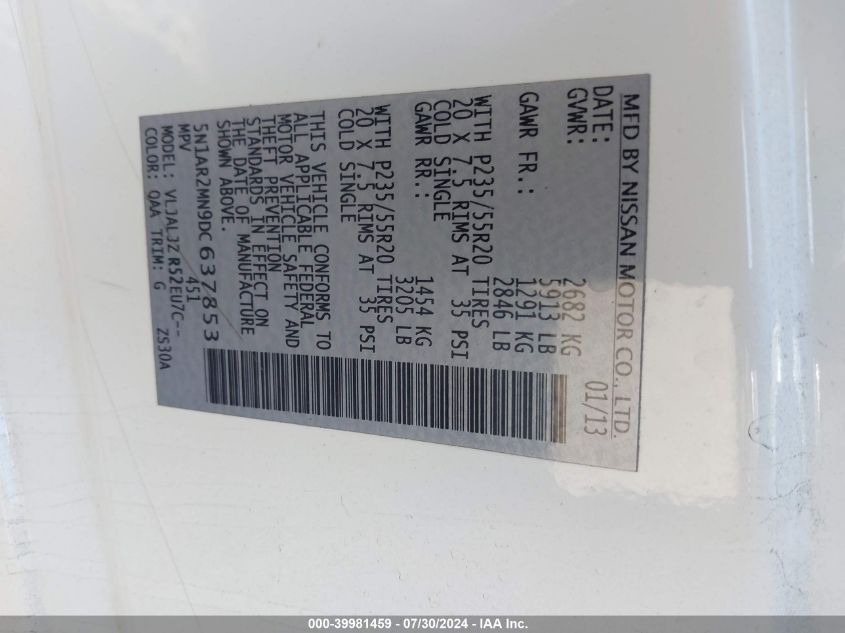 MFD BY NISSAN MOTOR CO., LTD.
DATE: 01/13
GVWR: 2682 KG
5913 LB
GAWR FR.: 1291 KG
2846 LB
WITH P235/55R20 TIRES
20 X 7.5 RIMS AT 35 PSI
COLD SINGLE
GAWR RR.: 1454 KG
3205 LB
WITH P235/55R20 TIRES
20 X 7.5 RIMS AT 35 PSI
COLD SINGLE
THIS VEHICLE CONFORMS TO
ALL APPLICABLE FEDERAL
MOTOR VEHICLE SAFETY AND
THEFT PREVENTION
STANDARDS IN EFFECT ON
THE DATE OF MANUFACTURE
SHOWN ABOVE.
5N1AR2MN9DC637853
MPV 451
MODEL: VLJALJZ R52EU7C--
COLOR: QAA TRIM: G ZS30A
000-39981459 / 07/30/2024 - IAA Inc.